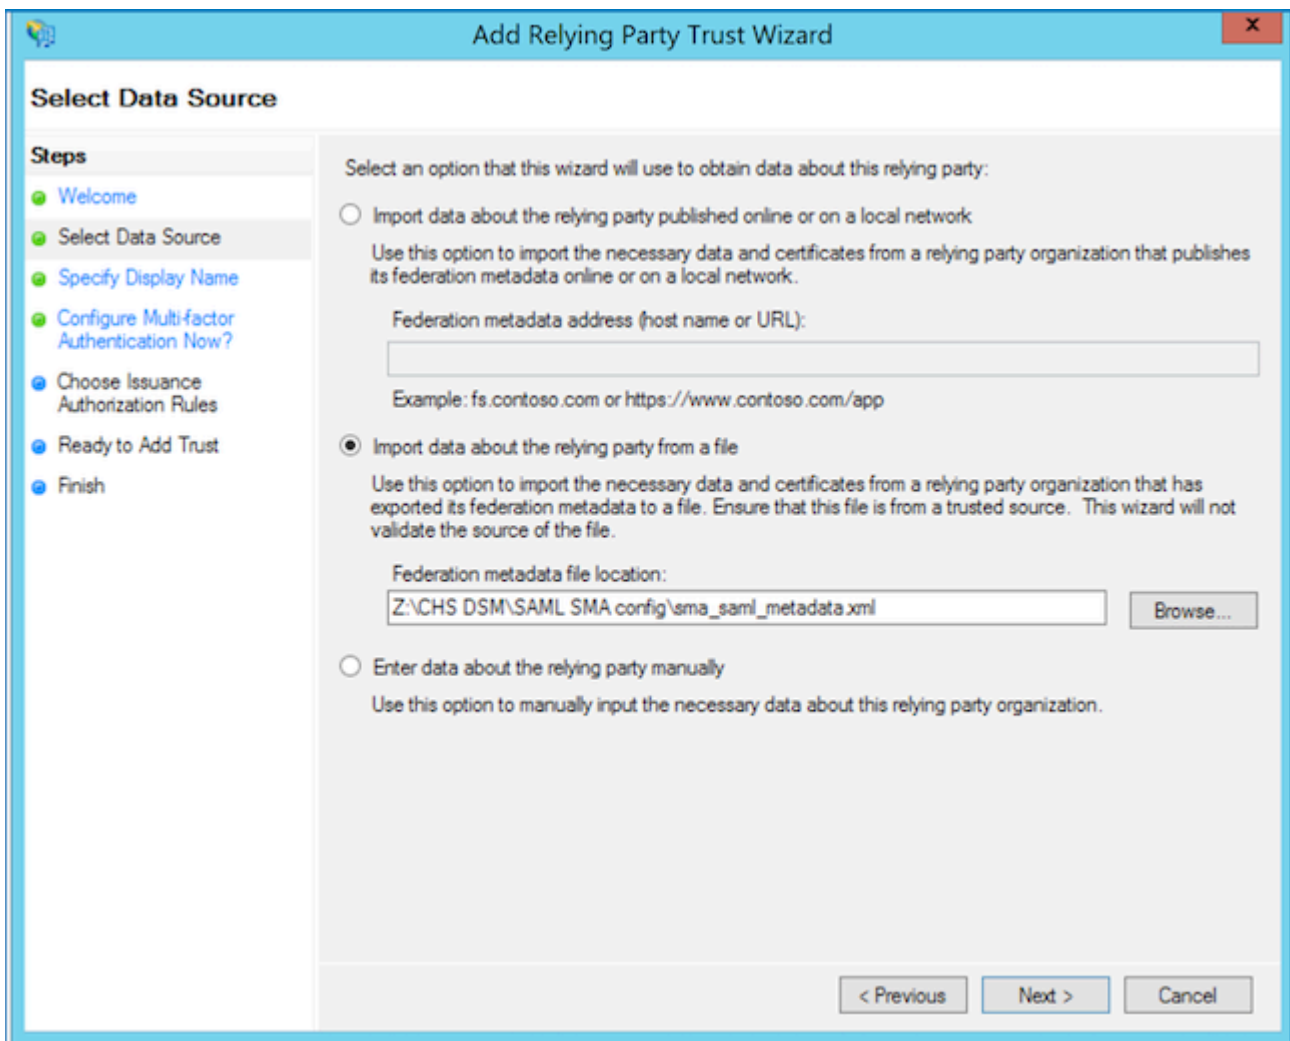 Add Relying Party Trust Wizard
x
Select Data Source
Steps
Welcome
Select Data Source
Specify Display Name
Configure Multi-factor
Authentication Now?
Choose Issuance
Authorization Rules
Ready to Add Trust
Finish
Select an option that this wizard will use to obtain data about this relying party:
Import data about the relying party published online or on a local network
Use this option to import the necessary data and certificates from a relying party organization that publishes
its federation metadata online or on a local network.
Federation metadata address (host name or URL):
Example: fs.contoso.com or https://www.contoso.com/app
Import data about the relying party from a file
Use this option to import the necessary data and certificates from a relying party organization that has
exported its federation metadata to a file. Ensure that this file is from a trusted source. This wizard will not
validate the source of the file.
Federation metadata file location:
Z:\CHS DSM\SAML SMA config\sma_saml_metadata.xml
Browse...
Enter data about the relying party manually
Use this option to manually input the necessary data about this relying party organization.
< Previous
Next >
Cancel